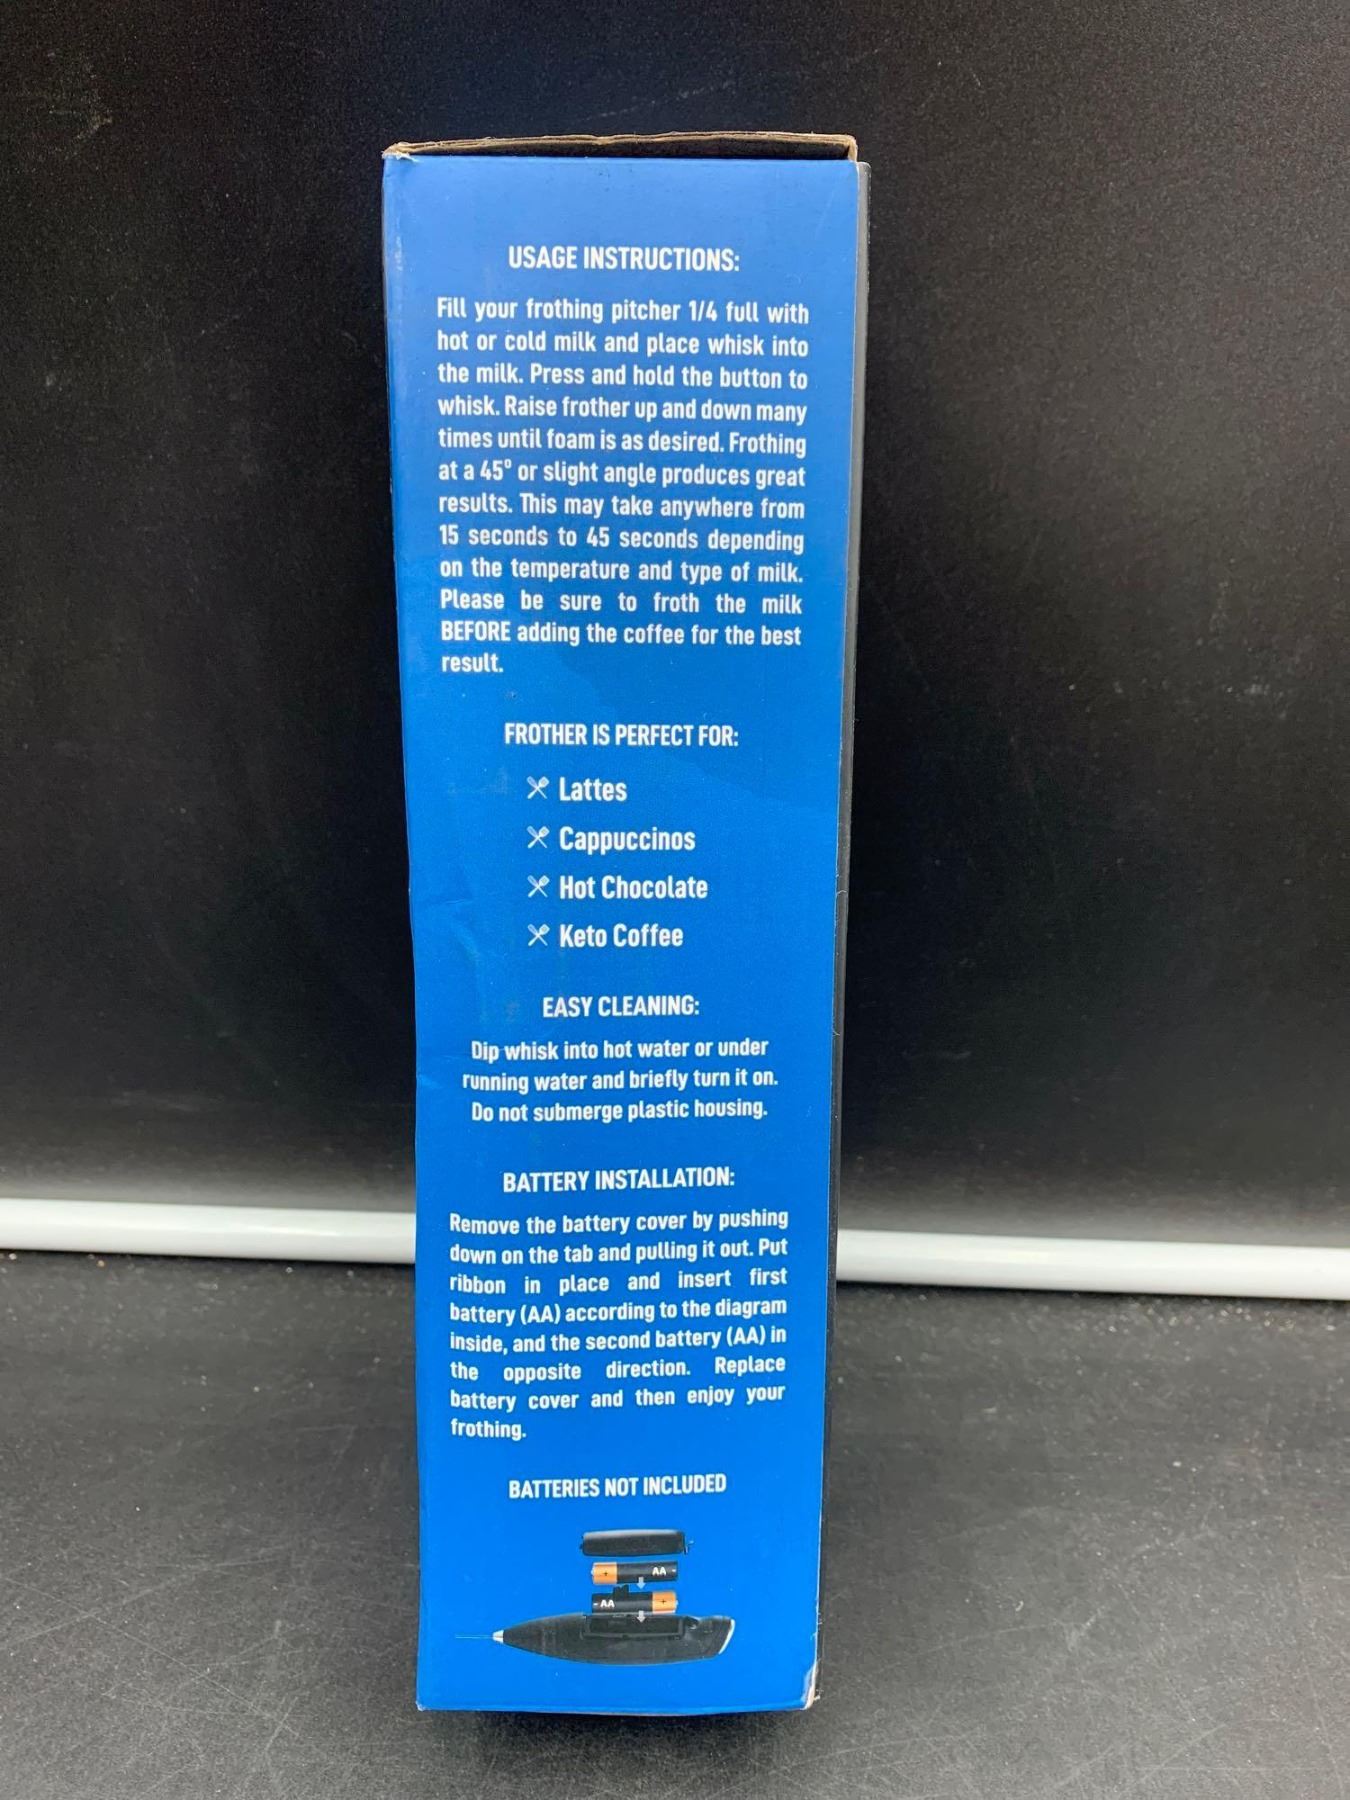 USAGE INSTRUCTIONS:
Fill your frothing pitcher 1/4 full with
hot or cold milk and place whisk into
the milk. Press and hold the button to
whisk. Raise frother up and down many
times until foam is as desired. Frothing
at a 45° or slight angle produces great
results. This may take anywhere from
15 seconds to 45 seconds depending
on the temperature and type of milk.
Please be sure to froth the milk
BEFORE adding the coffee for the best
result.
FROTHER IS PERFECT FOR:
Lattes
Cappuccinos
Hot Chocolate
Keto Coffee
EASY CLEANING:
Dip whisk into hot water or under
running water and briefly turn it on.
Do not submerge plastic housing.
BATTERY INSTALLATION:
Remove the battery cover by pushing
down on the tab and pulling it out. Put
ribbon in place and insert first
battery (AA) according to the diagram
inside, and the second battery (AA) in
the opposite direction. Replace
battery cover and then enjoy your
frothing.
BATTERIES NOT INCLUDED
+ AA -
- AA +